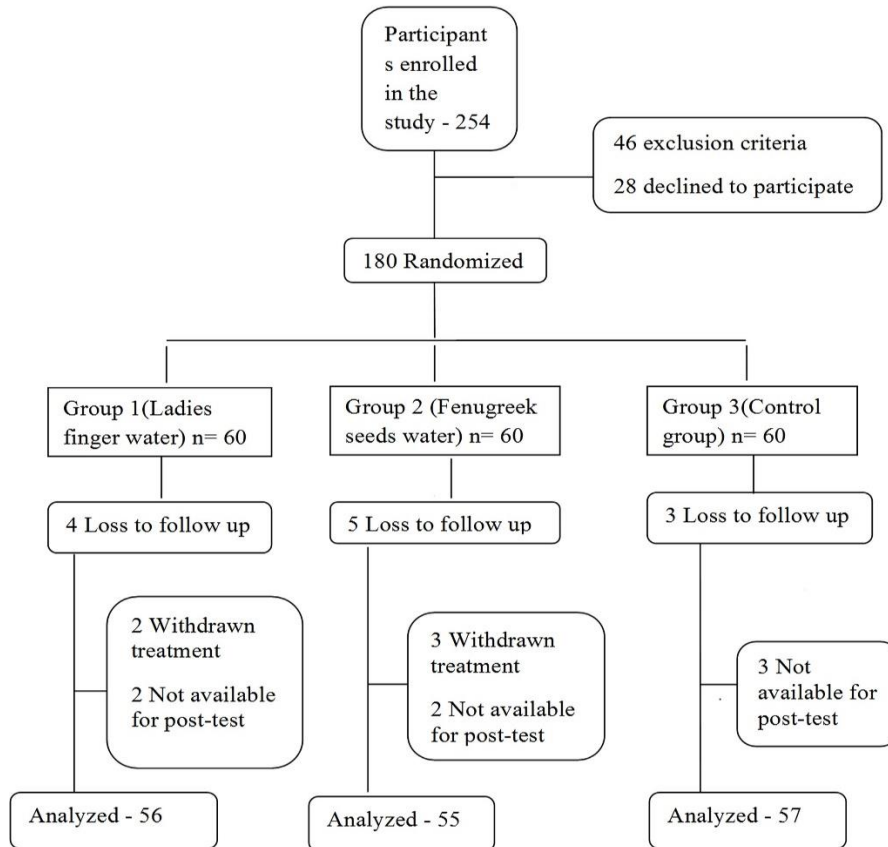 Participant
s enrolled
in the
study - 254
46 exclusion criteria
28 declined to participate
180 Randomized
Group 1(Ladies
finger water) n= 60
Group 2 (Fenugreek
seeds water) n= 60
Group 3(Control
group) n= 60
4 Loss to follow up
5 Loss to follow up
3 Loss to follow up
2 Withdrawn
treatment
2 Not available
for post-test
3 Withdrawn
treatment
2 Not available
for post-test
3 Not
available for
post-test
Analyzed - 56
Analyzed - 55
Analyzed - 57